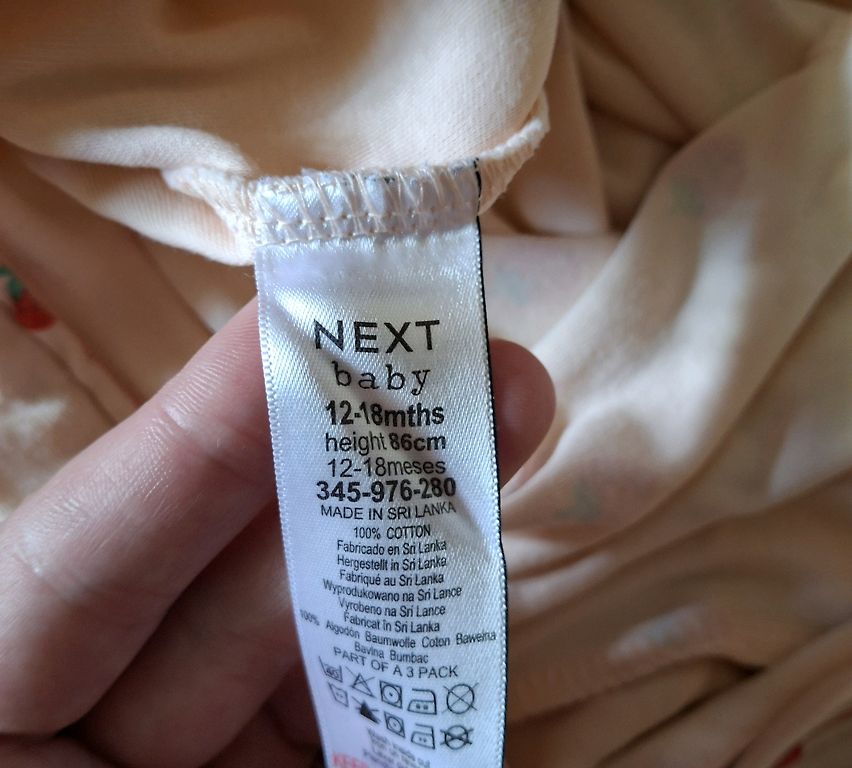 NEXT
baby
12-18mths
height 86cm
12-18meses
345-976-280
MADE IN SRI LANKA
100% COTTON
Fabricado en Sri Lanka
Hergestellt in Sri Lanka
Fabriqué au Sri Lanka
Wyprodukowano na Sri Lance
Vyrobeno na Srí Lance
Fabricat în Sri Lanka
100% Algodón Baumwolle Coton Bawełna
Bavlna Bumbac
PART OF A 3 PACK
40